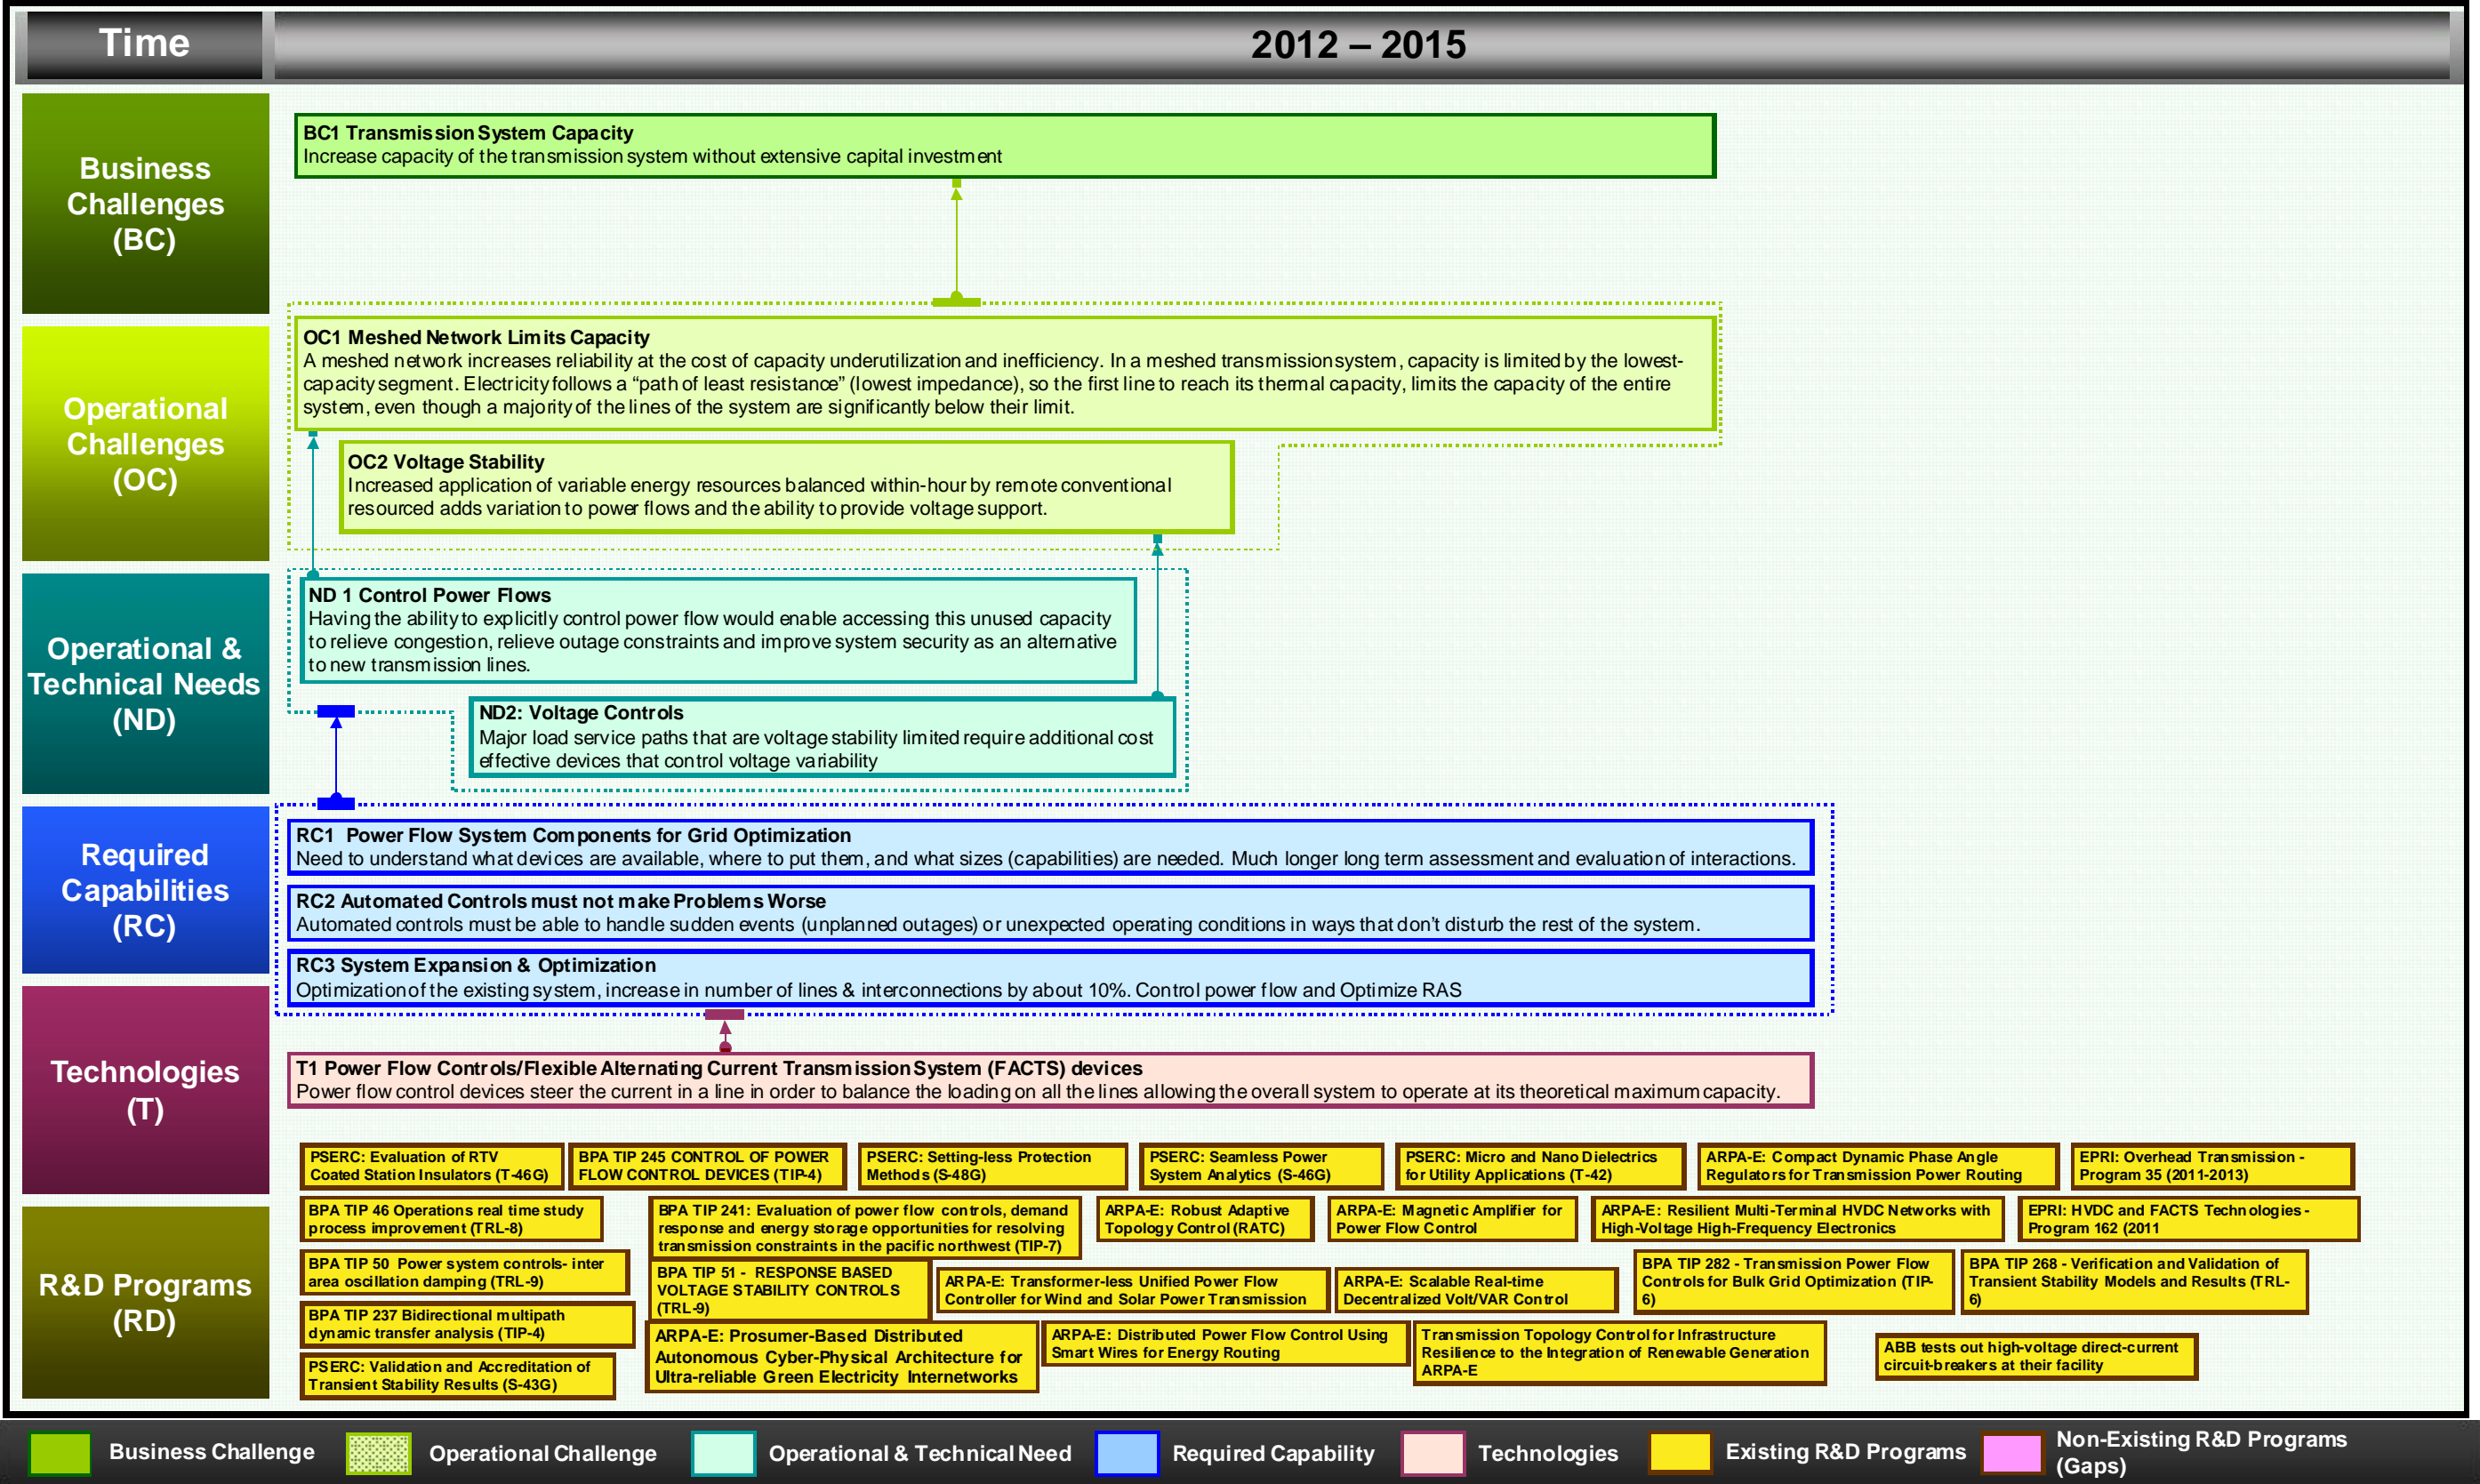 Time
2012 – 2015
Business
Challenges
(BC)
BC1 Transmission System Capacity
Increase capacity of the transmission system without extensive capital investment
Operational
Challenges
(OC)
OC1 Meshed Network Limits Capacity
A meshed network increases reliability at the cost of capacity underutilization and inefficiency. In a meshed transmission system, capacity is limited by the lowest-
capacity segment. Electricity follows a “path of least resistance” (lowest impedance), so the first line to reach its thermal capacity, limits the capacity of the entire
system, even though a majority of the lines of the system are significantly below their limit.
OC2 Voltage Stability
Increased application of variable energy resources balanced within-hour by remote conventional
resourced adds variation to power flows and the ability to provide voltage support.
Operational &
Technical Needs
(ND)
ND 1 Control Power Flows
Having the ability to explicitly control power flow would enable accessing this unused capacity
to relieve congestion, relieve outage constraints and improve system security as an alternative
to new transmission lines.
ND2: Voltage Controls
Major load service paths that are voltage stability limited require additional cost
effective devices that control voltage variability
Required
Capabilities
(RC)
RC1 Power Flow System Components for Grid Optimization
Need to understand what devices are available, where to put them, and what sizes (capabilities) are needed. Much longer long term assessment and evaluation of interactions.
RC2 Automated Controls must not make Problems Worse
Automated controls must be able to handle sudden events (unplanned outages) or unexpected operating conditions in ways that don't disturb the rest of the system.
RC3 System Expansion & Optimization
Optimization of the existing system, increase in number of lines & interconnections by about 10%. Control power flow and Optimize RAS
Technologies
(T)
T1 Power Flow Controls/Flexible Alternating Current Transmission System (FACTS) devices
Power flow control devices steer the current in a line in order to balance the loading on all the lines allowing the overall system to operate at its theoretical maximum capacity.
R&D Programs
(RD)
PSERC: Evaluation of RTV
Coated Station Insulators (T-46G)
BPA TIP 245 CONTROL OF POWER
FLOW CONTROL DEVICES (TIP-4)
PSERC: Setting-less Protection
Methods (S-48G)
PSERC: Seamless Power
System Analytics (S-46G)
PSERC: Micro and Nano Dielectrics
for Utility Applications (T-42)
ARPA-E: Compact Dynamic Phase Angle
Regulators for Transmission Power Routing
EPRI: Overhead Transmission -
Program 35 (2011-2013)
BPA TIP 46 Operations real time study
process improvement (TRL-8)
BPA TIP 241: Evaluation of power flow controls, demand
response and energy storage opportunities for resolving
transmission constraints in the pacific northwest (TIP-7)
ARPA-E: Robust Adaptive
Topology Control (RATC)
ARPA-E: Magnetic Amplifier for
Power Flow Control
ARPA-E: Resilient Multi-Terminal HVDC Networks with
High-Voltage High-Frequency Electronics
EPRI: HVDC and FACTS Technologies -
Program 162 (2011
BPA TIP 50 Power system controls- inter
area oscillation damping (TRL-9)
BPA TIP 51 - RESPONSE BASED
VOLTAGE STABILITY CONTROLS
(TRL-9)
ARPA-E: Transformer-less Unified Power Flow
Controller for Wind and Solar Power Transmission
ARPA-E: Scalable Real-time
Decentralized Volt/VAR Control
BPA TIP 282 - Transmission Power Flow
Controls for Bulk Grid Optimization (TIP-
6)
BPA TIP 268 - Verification and Validation of
Transient Stability Models and Results (TRL-
6)
BPA TIP 237 Bidirectional multipath
dynamic transfer analysis (TIP-4)
ARPA-E: Prosumer-Based Distributed
Autonomous Cyber-Physical Architecture for
Ultra-reliable Green Electricity Internetworks
ARPA-E: Distributed Power Flow Control Using
Smart Wires for Energy Routing
Transmission Topology Control for Infrastructure
Resilience to the Integration of Renewable Generation
ARPA-E
ABB tests out high-voltage direct-current
circuit-breakers at their facility
PSERC: Validation and Accreditation of
Transient Stability Results (S-43G)
Business Challenge
Operational Challenge
Operational & Technical Need
Required Capability
Technologies
Existing R&D Programs
Non-Existing R&D Programs
(Gaps)